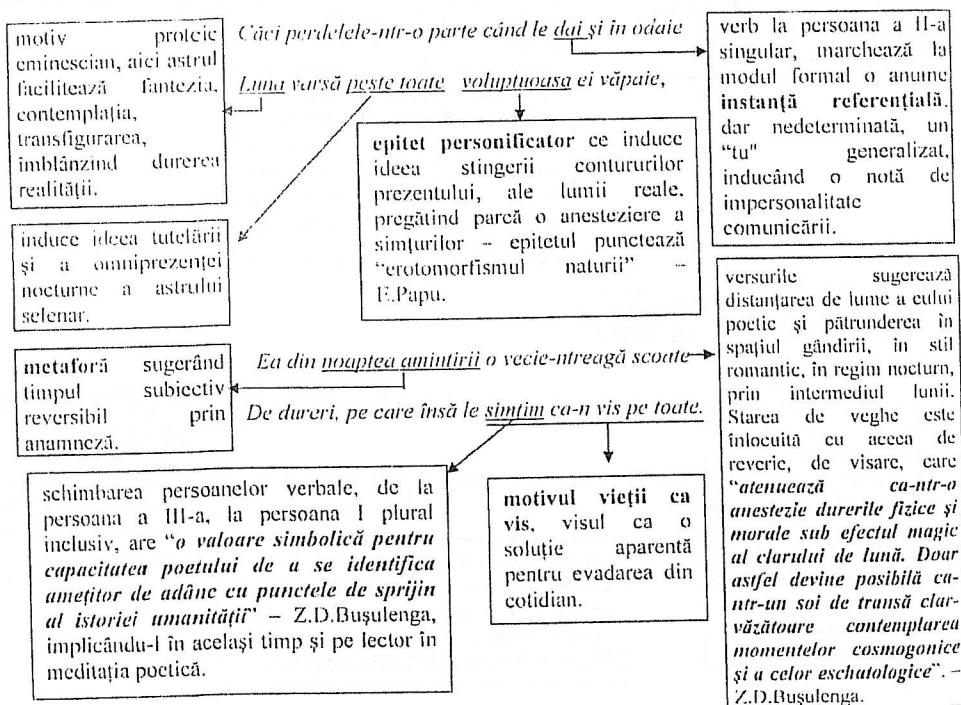 motiv proteic
eminescian, aici astrul
facilitează fantezia,
contemplația,
transfigurarea,
îmblânzind durerea
realității.
Căci perdelele-ntr-o parte când le dai și în odaie
Luna varsă peste toate voluptuoasa ei văpaie,
verb la persoana a II-a
singular, marchează la
modul formal o anume
instanță referențială,
dar nedeterminată, un
“tu" generalizat,
inducând o notă de
impersonalitate a
comunicării.
epitet personificator ce induce
ideea stingerii contururilor
prezentului, ale lumii reale,
pregătind parcă o anesteziere a
simțurilor – epitetul punctează
“erotomorfismul naturii” –
E.Papu.
induce ideea tutelării
și a omniprezenței
nocturne a astrului
selenar.
Ea din noaptea amintirii o vecie-ntreagă scoate
De dureri, pe care însă le simțim ca-n vis pe toate.
metaforă sugerând
timpul subiectiv
reversibil prin
anamneză.
versurile sugerează
distanțarea de lume a eului
poetic și pătrunderea în
spațiul gândirii, în stil
romantic, în regim nocturn,
prin intermediul lunii.
Starea de veghe este
înlocuită cu aceea de
reverie, de visare, care
“atenuează ca-ntr-o
anestezie durerile fizice și
morale sub efectul magic
al clarului de lună. Doar
astfel devine posibilă ca-
ntr-un soi de transă clar-
văzătoare contemplarea
momentelor cosmogonice
și a celor eschatologice”. –
Z.D.Bușulenga.
schimbarea persoanelor verbale, de la
persoana a III-a, la persoana I plural
inclusiv, are “o valoare simbolică pentru
capacitatea poetului de a se identifica
amețitor de adânc cu punctele de sprijin
al istoriei umanității” – Z.D.Bușulenga,
implicându-l în același timp și pe lector în
meditația poetică.
motivul vieții ca
vis, visul ca o
soluție aparentă
pentru evadarea din
cotidian.